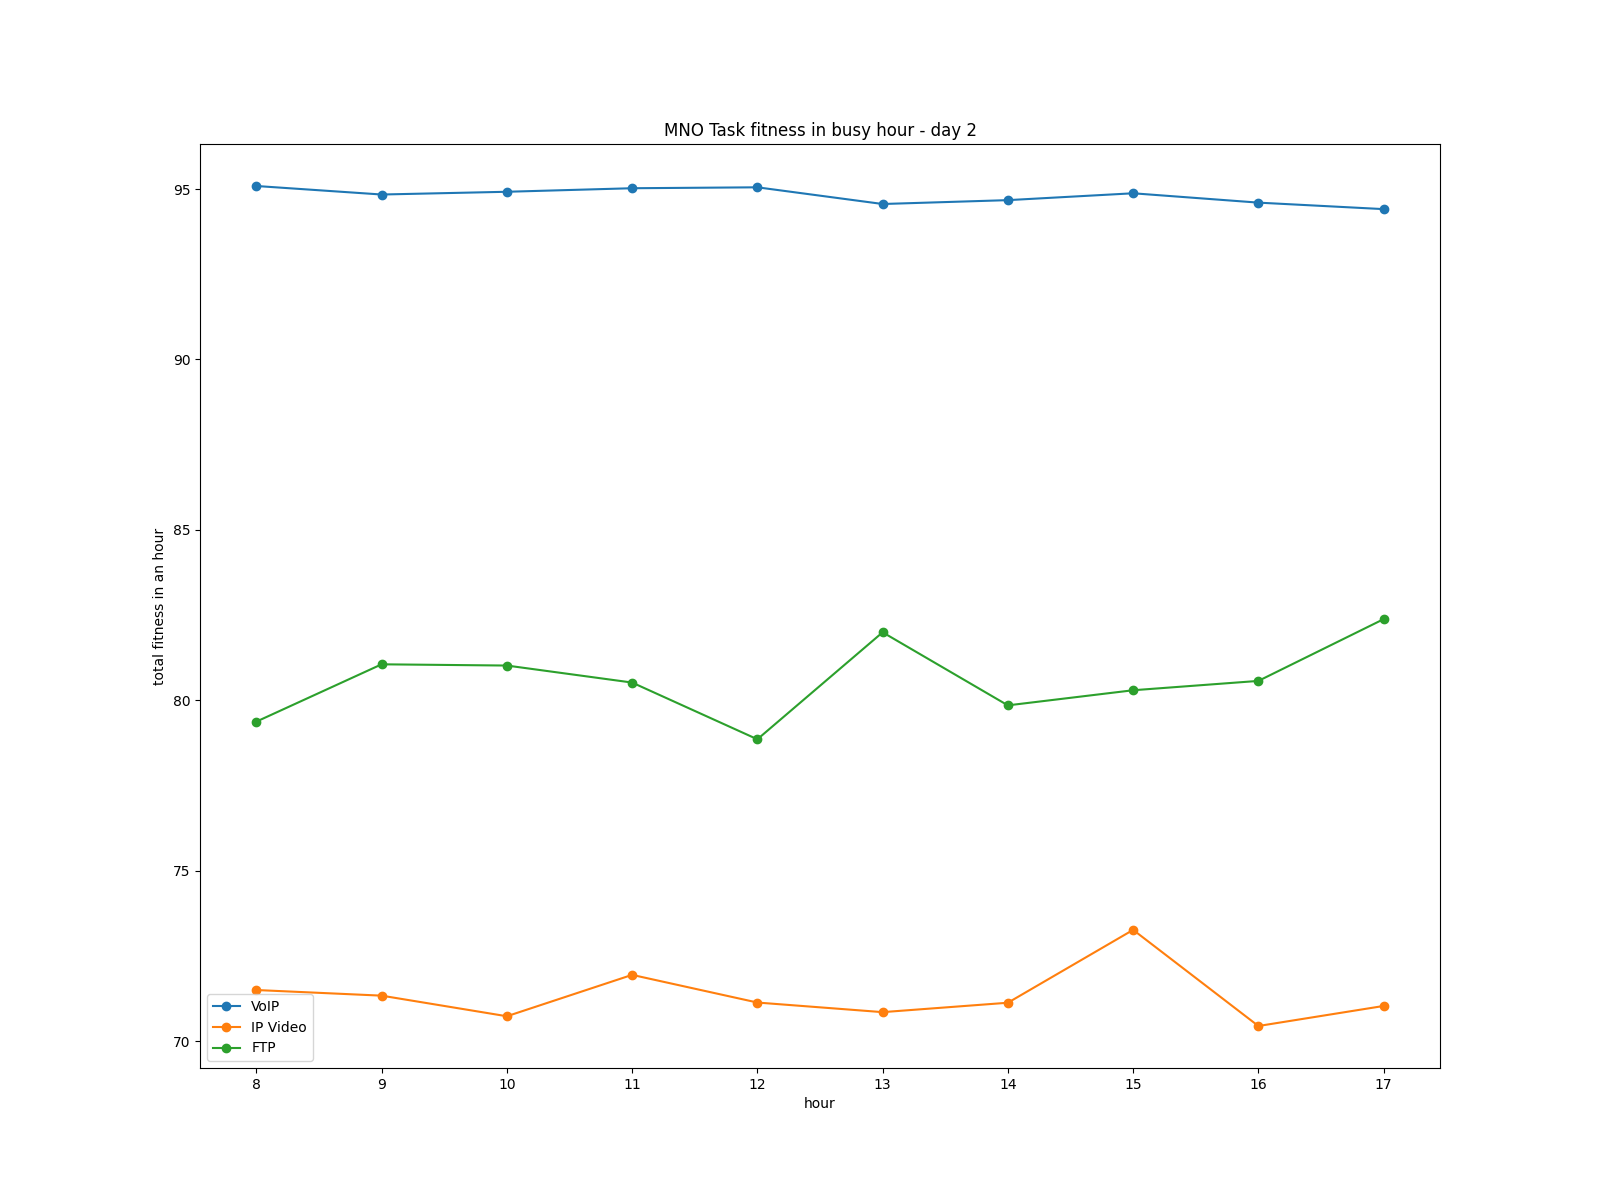 MNO Task fitness in busy hour - day 2
total fitness in an hour
95
90
85
80
75
70
VoIP
IP Video
FTP
8 9 10 11 12 13 14 15 16 17
hour